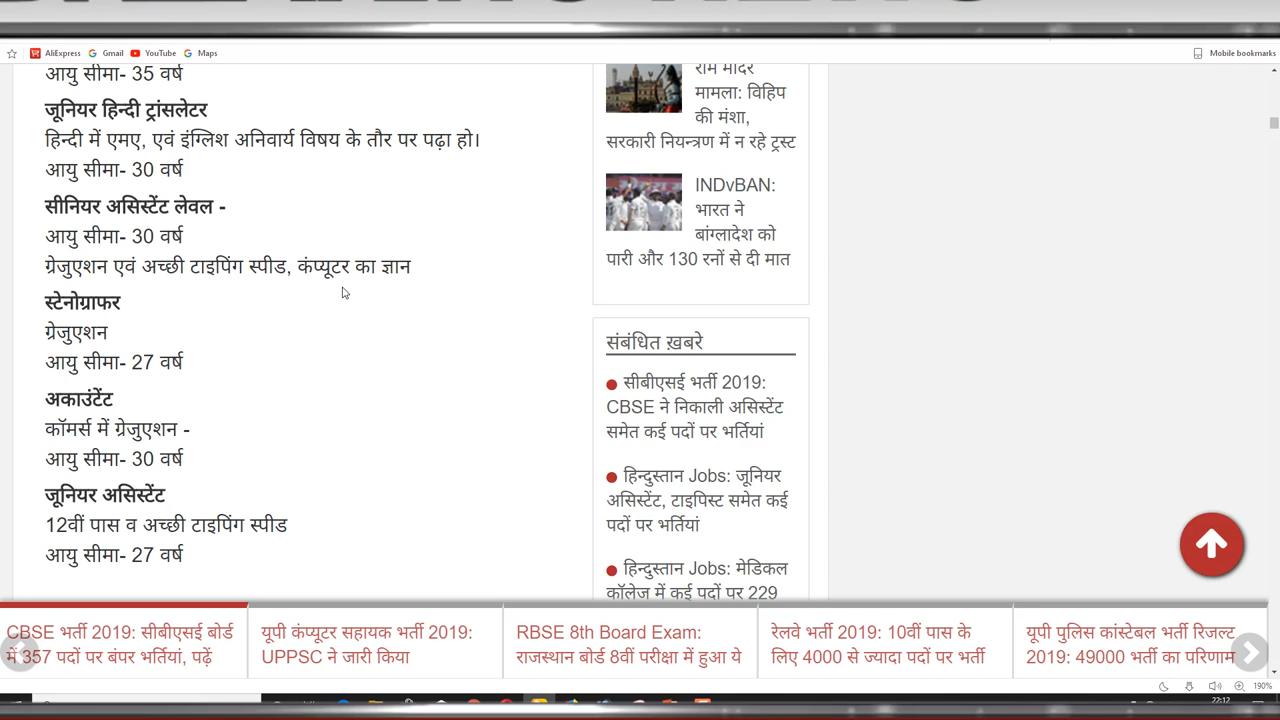 AliExpress Gmail YouTube Maps Mobile bookmarks
आयु सीमा- 35 वर्ष
जूनियर हिन्दी ट्रांसलेटर
हिन्दी में एमए, एवं इंग्लिश अनिवार्य विषय के तौर पर पढ़ा हो।
आयु सीमा- 30 वर्ष
सीनियर असिस्टेंट लेवल -
आयु सीमा- 30 वर्ष
ग्रेजुएशन एवं अच्छी टाइपिंग स्पीड, कंप्यूटर का ज्ञान
स्टेनोग्राफर
ग्रेजुएशन
आयु सीमा- 27 वर्ष
अकाउंटेंट
कॉमर्स में ग्रेजुएशन -
आयु सीमा- 30 वर्ष
जूनियर असिस्टेंट
12वीं पास व अच्छी टाइपिंग स्पीड
आयु सीमा- 27 वर्ष
राम मंदिर
मामला: विहिप
की मंशा,
सरकारी नियन्त्रण में न रहे ट्रस्ट
INDvBAN:
भारत ने
बांग्लादेश को
पारी और 130 रनों से दी मात
संबंधित ख़बरे
सीबीएसई भर्ती 2019:
CBSE ने निकाली असिस्टेंट
समेत कई पदों पर भर्तियां
हिन्दुस्तान Jobs: जूनियर
असिस्टेंट, टाइपिस्ट समेत कई
पदों पर भर्तियां
हिन्दुस्तान Jobs: मेडिकल
कॉलेज में कई पदों पर 229
CBSE भर्ती 2019: सीबीएसई बोर्ड
में 357 पदों पर बंपर भर्तियां, पढ़ें
यूपी कंप्यूटर सहायक भर्ती 2019:
UPPSC ने जारी किया
RBSE 8th Board Exam:
राजस्थान बोर्ड 8वीं परीक्षा में हुआ ये
रेलवे भर्ती 2019: 10वीं पास के
लिए 4000 से ज्यादा पदों पर भर्ती
यूपी पुलिस कांस्टेबल भर्ती रिजल्ट
2019: 49000 भर्ती का परिणाम
190%
22:12